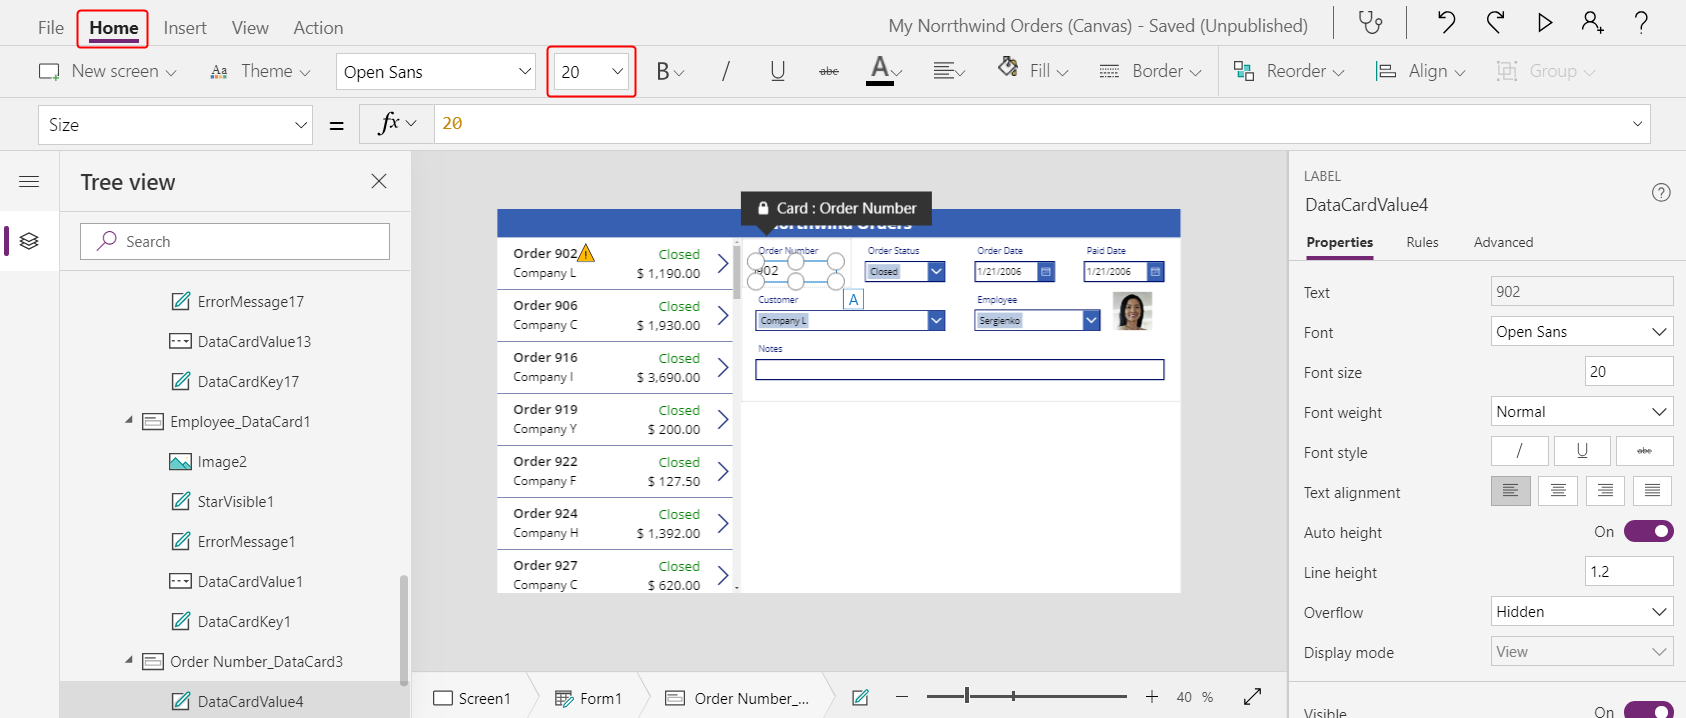 File Home Insert View Action My Norrthwind Orders (Canvas) - Saved (Unpublished) ?
New screen Aa Theme Open Sans 20 B / U abc A Fill Border Reorder Align Group
Size = fx 20
Tree view
Search
ErrorMessage17
DataCardValue13
DataCardKey17
Employee_DataCard1
Image2
StarVisible1
ErrorMessage1
DataCardValue1
DataCardKey1
Order Number_DataCard3
DataCardValue4
Card : Order Number
Northwind Orders
Order 902 Closed
Company L $ 1,190.00
Order 906 Closed
Company C $ 1,930.00
Order 916 Closed
Company I $ 3,690.00
Order 919 Closed
Company Y $ 200.00
Order 922 Closed
Company F $ 127.50
Order 924 Closed
Company H $ 1,392.00
Order 927 Closed
Company C $ 620.00
Order Number Order Status Order Date Paid Date
902 Closed 1/21/2006 1/21/2006
A
Customer Employee
Company L Sergienko
Notes
Screen1 Form1 Order Number_... 40 %
LABEL
DataCardValue4
?
Properties Rules Advanced
Text 902
Font Open Sans
Font size 20
Font weight Normal
Font style / U abc
Text alignment
Auto height On
Line height 1.2
Overflow Hidden
Display mode View
Visible On